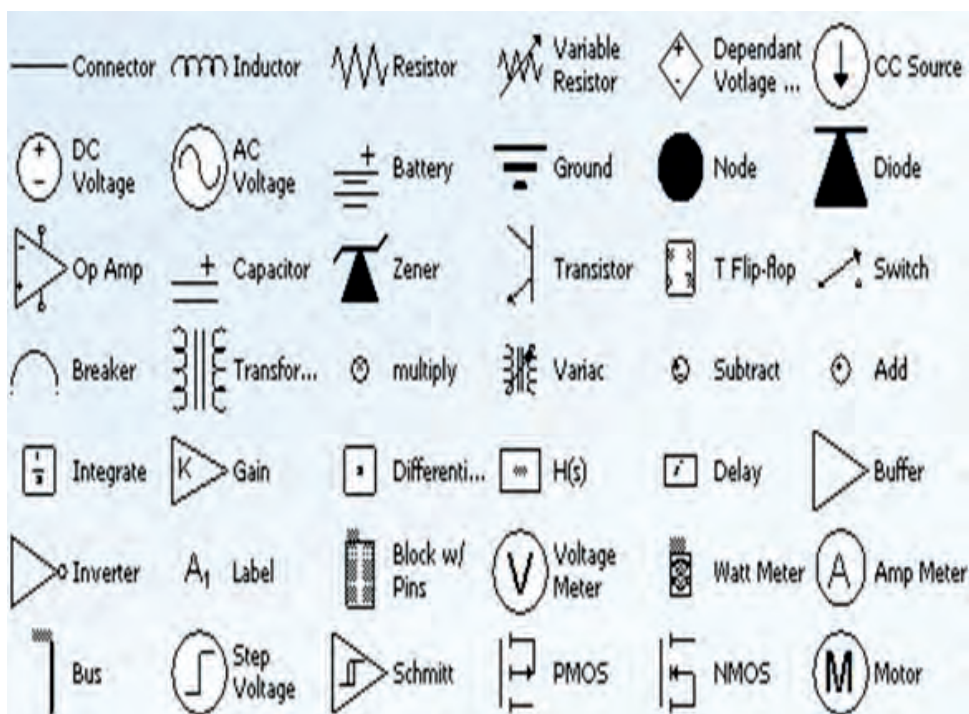 Connector
Inductor
Resistor
Variable
Resistor
Dependant
Votlage ...
CC Source
DC
Voltage
AC
Voltage
Battery
Ground
Node
Diode
Op Amp
Capacitor
Zener
Transistor
T Flip-flop
Switch
Breaker
Transfor...
multiply
Variac
Subtract
Add
Integrate
K
Gain
Differenti...
H(s)
Delay
Buffer
Inverter
A1
Label
Block w/
Pins
V
Voltage
Meter
Watt Meter
A
Amp Meter
Bus
Step
Voltage
Schmitt
PMOS
NMOS
M
Motor